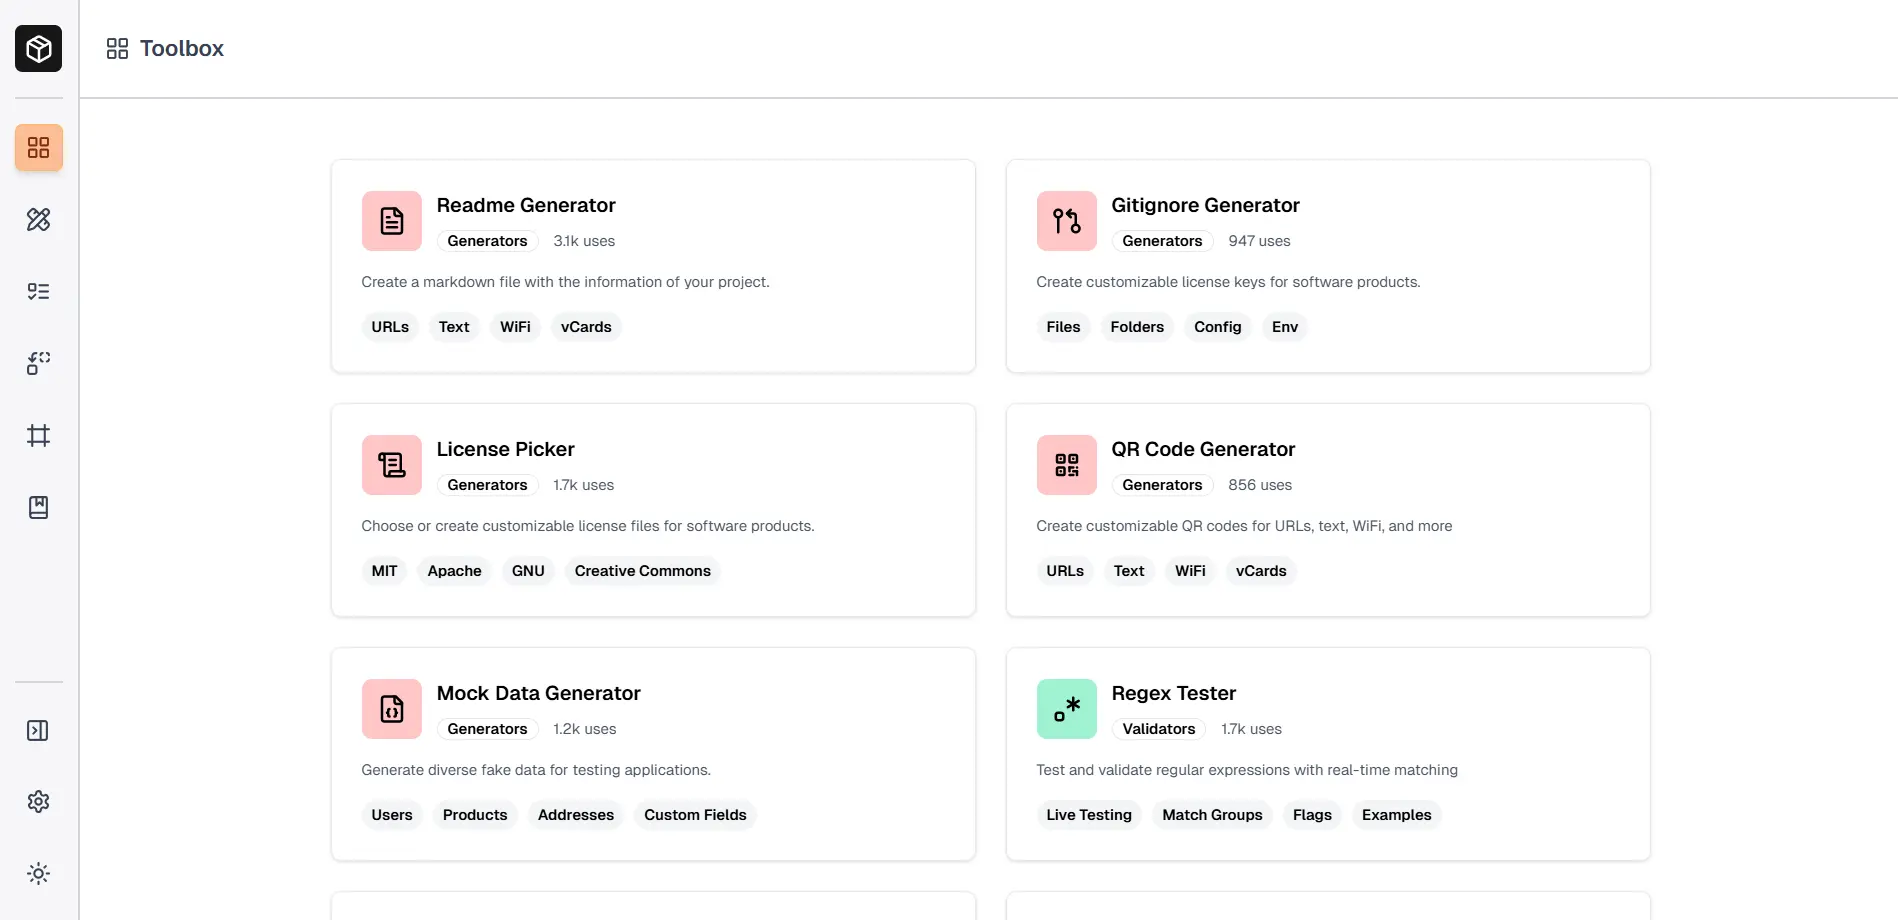 Toolbox
Readme Generator
Generators 3.1k uses
Create a markdown file with the information of your project.
URLs Text WiFi vCards
Gitignore Generator
Generators 947 uses
Create customizable license keys for software products.
Files Folders Config Env
License Picker
Generators 1.7k uses
Choose or create customizable license files for software products.
MIT Apache GNU Creative Commons
QR Code Generator
Generators 856 uses
Create customizable QR codes for URLs, text, WiFi, and more
URLs Text WiFi vCards
Mock Data Generator
Generators 1.2k uses
Generate diverse fake data for testing applications.
Users Products Addresses Custom Fields
Regex Tester
Validators 1.7k uses
Test and validate regular expressions with real-time matching
Live Testing Match Groups Flags Examples